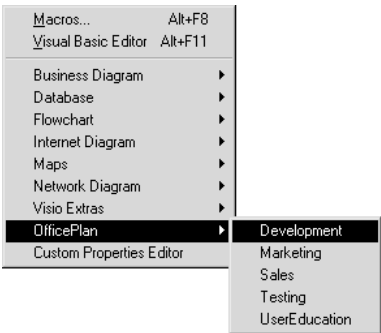 Macros... Alt+F8
Visual Basic Editor Alt+F11
Business Diagram
Database
Flowchart
Internet Diagram
Maps
Network Diagram
Visio Extras
OfficePlan
Custom Properties Editor
Development
Marketing
Sales
Testing
UserEducation